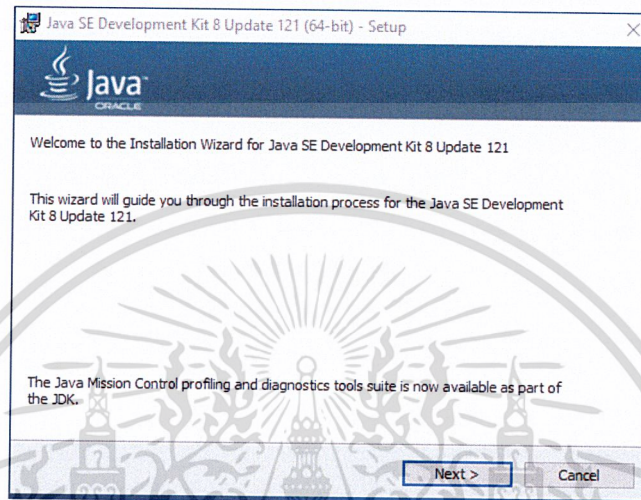 Java SE Development Kit 8 Update 121 (64-bit) - Setup
Java™
ORACLE
Welcome to the Installation Wizard for Java SE Development Kit 8 Update 121
This wizard will guide you through the installation process for the Java SE Development
Kit 8 Update 121.
The Java Mission Control profiling and diagnostics tools suite is now available as part of
the JDK.
Next >
Cancel